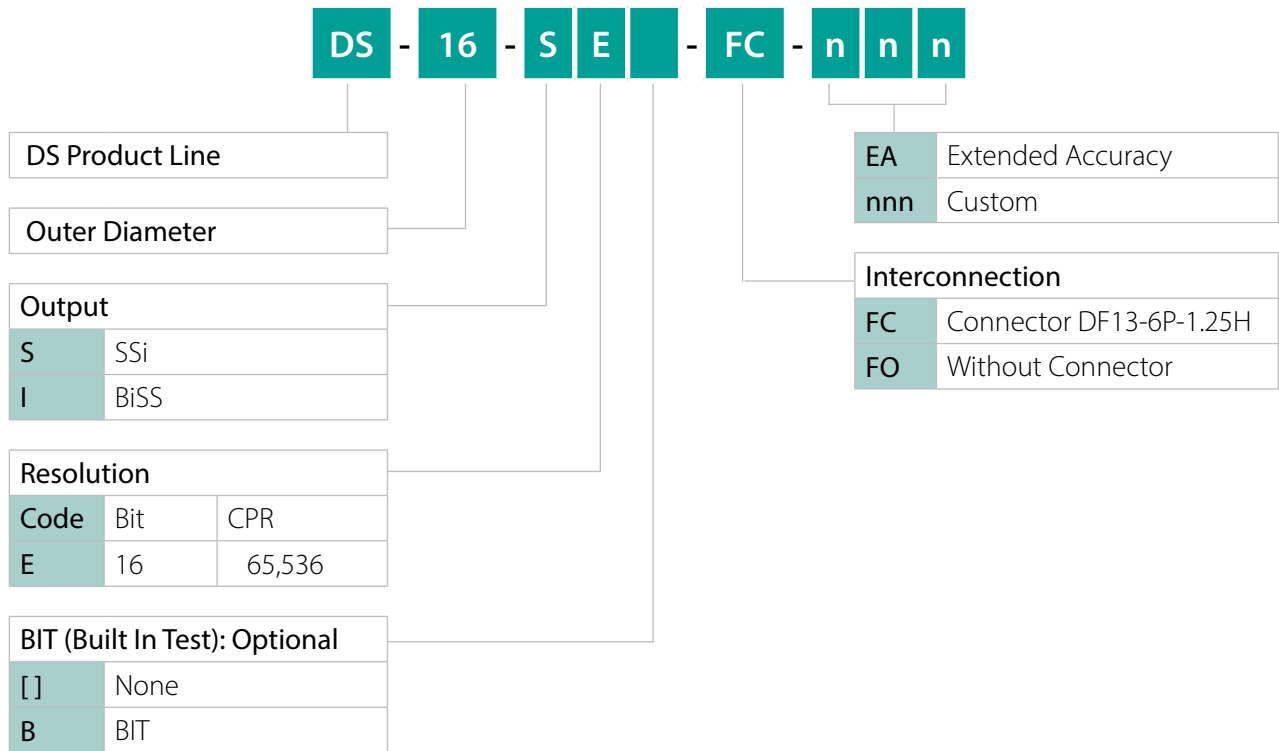 DS - 16 - S E - FC - n n n
DS Product Line
Outer Diameter
Output
S SSi
I BiSS
Resolution
Code Bit CPR
E 16 65,536
BIT (Built In Test): Optional
[ ] None
B BIT
EA Extended Accuracy
nnn Custom
Interconnection
FC Connector DF13-6P-1.25H
FO Without Connector